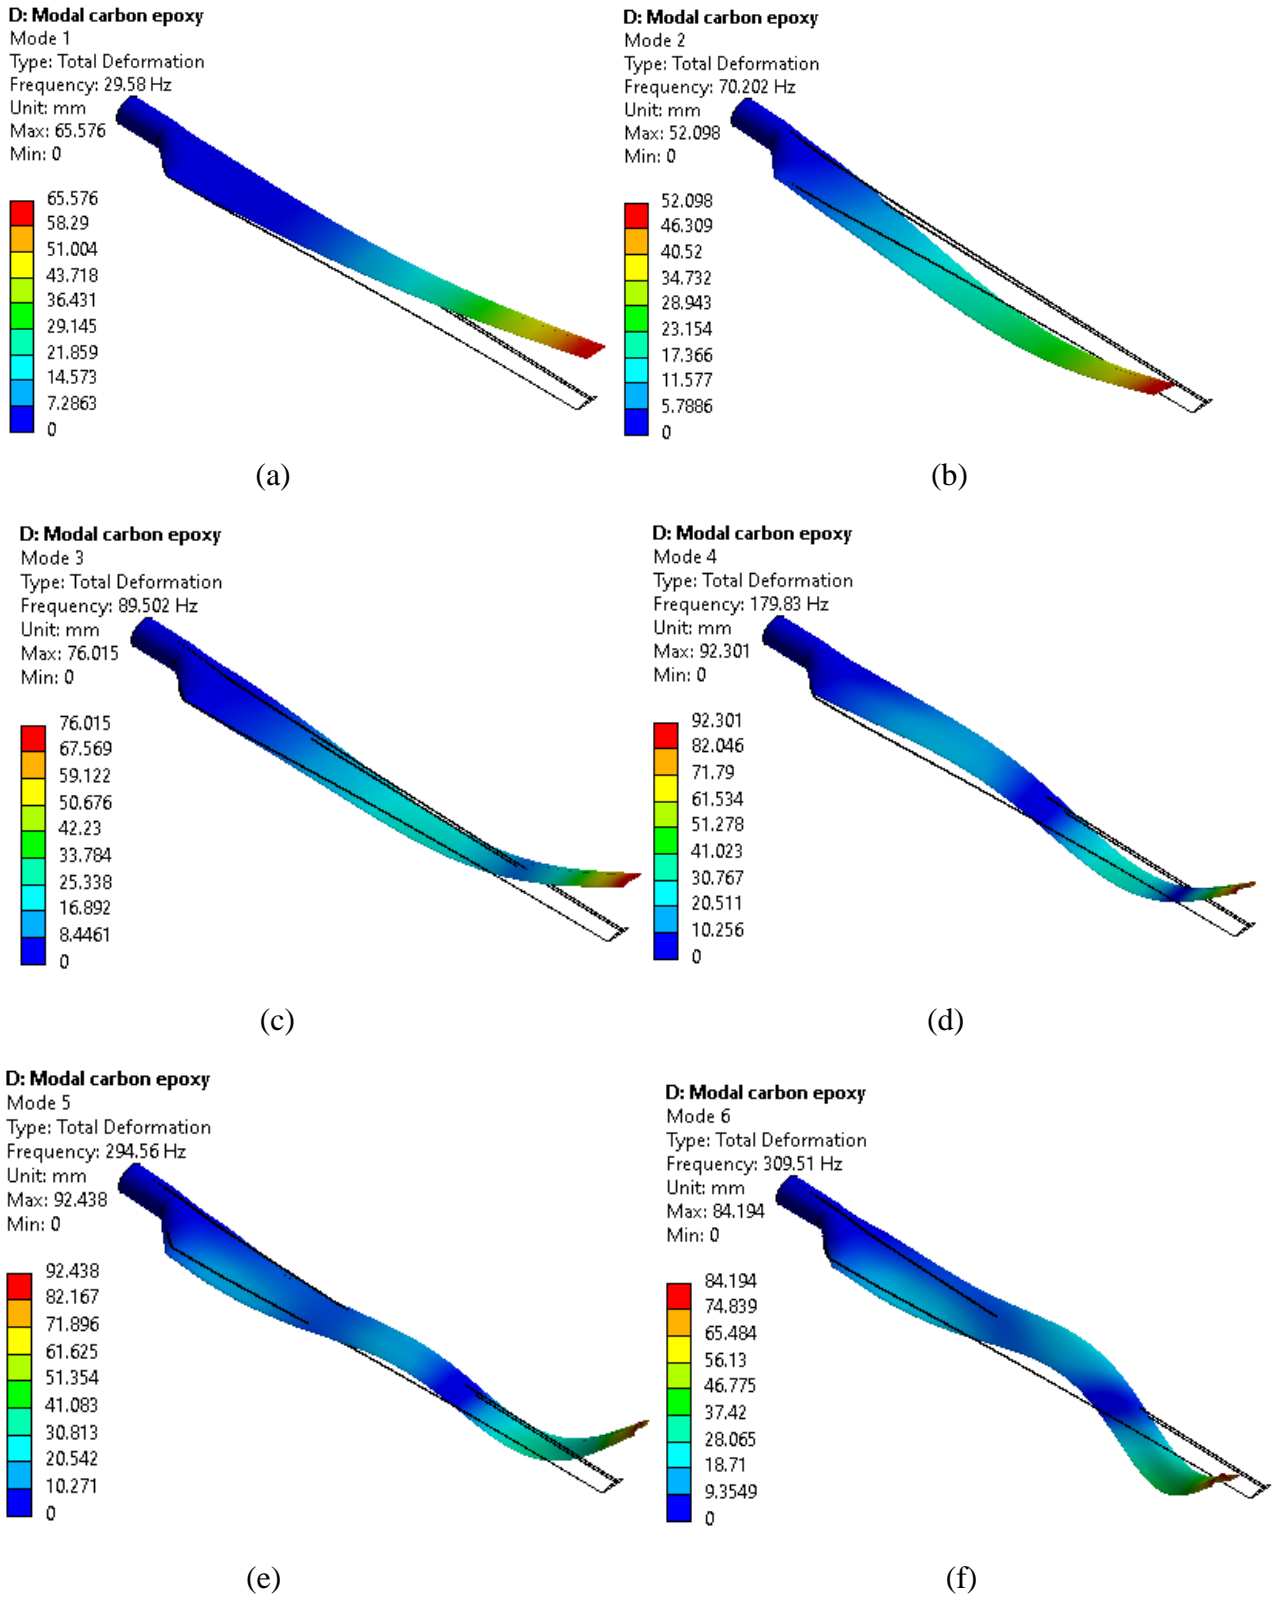 D: Modal carbon epoxy
Mode 1
Type: Total Deformation
Frequency: 29.58 Hz
Unit: mm
Max: 65.576
Min: 0
65.576
58.29
51.004
43.718
36.431
29.145
21.859
14.573
7.2863
0
(a)
D: Modal carbon epoxy
Mode 2
Type: Total Deformation
Frequency: 70.202 Hz
Unit: mm
Max: 52.098
Min: 0
52.098
46.309
40.52
34.732
28.943
23.154
17.366
11.577
5.7886
0
(b)
D: Modal carbon epoxy
Mode 3
Type: Total Deformation
Frequency: 89.502 Hz
Unit: mm
Max: 76.015
Min: 0
76.015
67.569
59.122
50.676
42.23
33.784
25.338
16.892
8.4461
0
(c)
D: Modal carbon epoxy
Mode 4
Type: Total Deformation
Frequency: 179.83 Hz
Unit: mm
Max: 92.301
Min: 0
92.301
82.046
71.79
61.534
51.278
41.023
30.767
20.511
10.256
0
(d)
D: Modal carbon epoxy
Mode 5
Type: Total Deformation
Frequency: 294.56 Hz
Unit: mm
Max: 92.438
Min: 0
92.438
82.167
71.896
61.625
51.354
41.083
30.813
20.542
10.271
0
(e)
D: Modal carbon epoxy
Mode 6
Type: Total Deformation
Frequency: 309.51 Hz
Unit: mm
Max: 84.194
Min: 0
84.194
74.839
65.484
56.13
46.775
37.42
28.065
18.71
9.3549
0
(f)